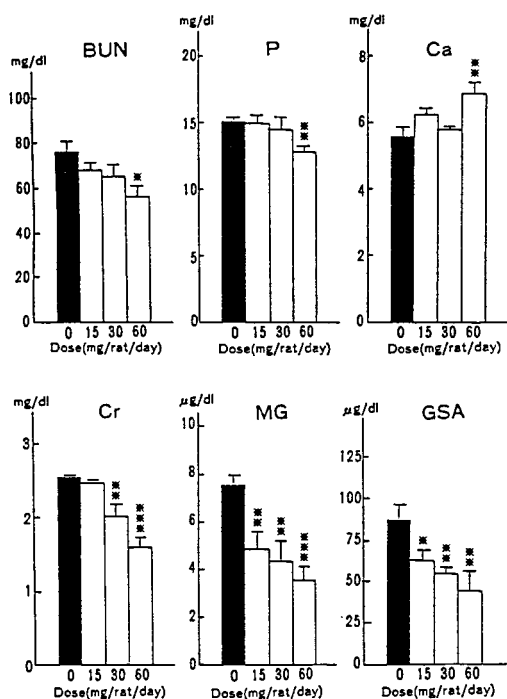 mg/dl
BUN
100
80
60
40
20
0
※
0 15 30 60
Dose(mg/rat/day)
mg/dl
P
20
15
10
5
0
※※
0 15 30 60
Dose(mg/rat/day)
mg/dl
Ca
8
6
4
2
0
※※
0 15 30 60
Dose(mg/rat/day)
mg/dl
Cr
3
2
1
0
※※
※※※
0 15 30 60
Dose(mg/rat/day)
μg/dl
MG
8
6
4
2
0
※※
※※
※※※
0 15 30 60
Dose(mg/rat/day)
μg/dl
GSA
125
100
75
50
25
0
※
※※
※※
0 15 30 60
Dose(mg/rat/day)